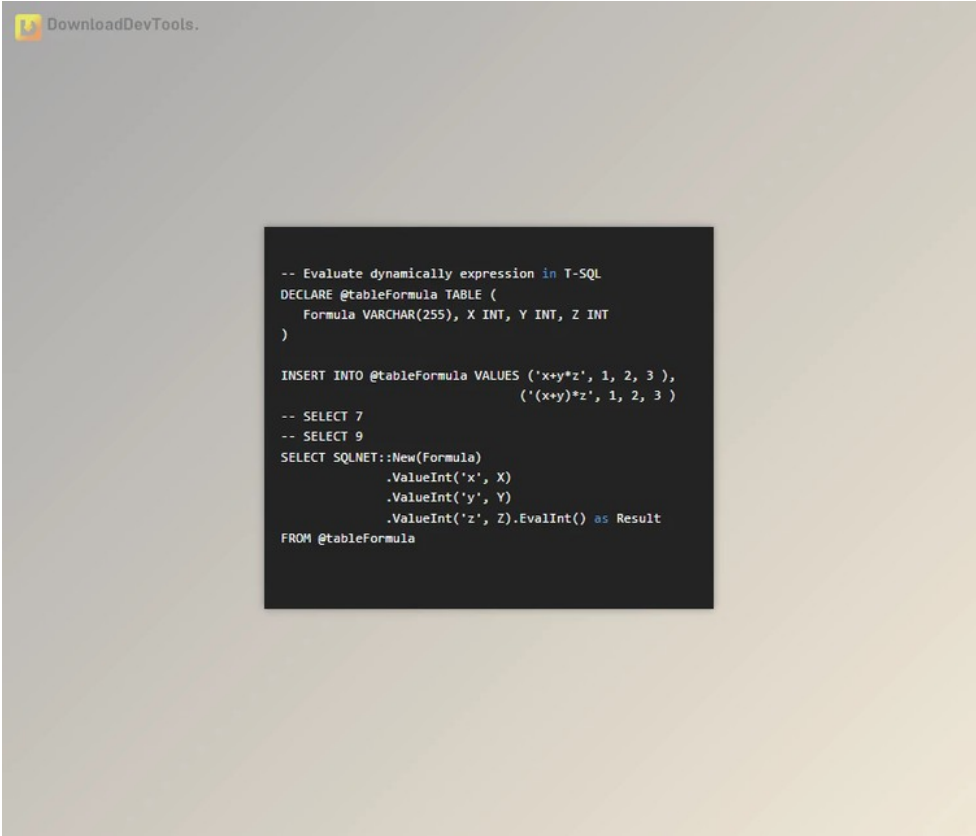 DownloadDevTools.
-- Evaluate dynamically expression in T-SQL
DECLARE @tableFormula TABLE (
   Formula VARCHAR(255), X INT, Y INT, Z INT
)
INSERT INTO @tableFormula VALUES ('x+y*z', 1, 2, 3 ),
                                ('(x+y)*z', 1, 2, 3 )
-- SELECT 7
-- SELECT 9
SELECT SQLNET::New(Formula)
              .ValueInt('x', X)
              .ValueInt('y', Y)
              .ValueInt('z', Z).EvalInt() as Result
FROM @tableFormula